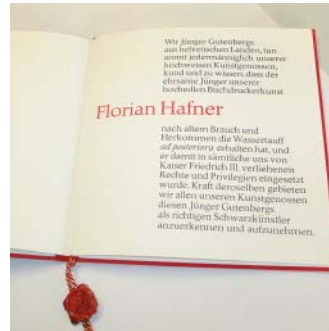 Wir Jünger Gutenbergs
aus helvetischen Landen, tun
anmit jedermänniglich unserer
hochweisen Kunstgenossen,
kund und zu wissen, dass der
ehrsame Jünger unserer
hochedlen Buchdruckerkunst
Florian Hafner
nach altem Brauch und
Herkommen die Wassertauff
ad posteriora erhalten hat, und
er damit in sämtliche uns von
Kaiser Friedrich III. verliehenen
Rechte und Privilegien eingesetzt
wurde. Kraft deroselben gebieten
wir allen unseren Kunstgenossen
diesen Jünger Gutenbergs
als richtigen Schwarzkünstler
anzuerkennen und aufzunehmen.